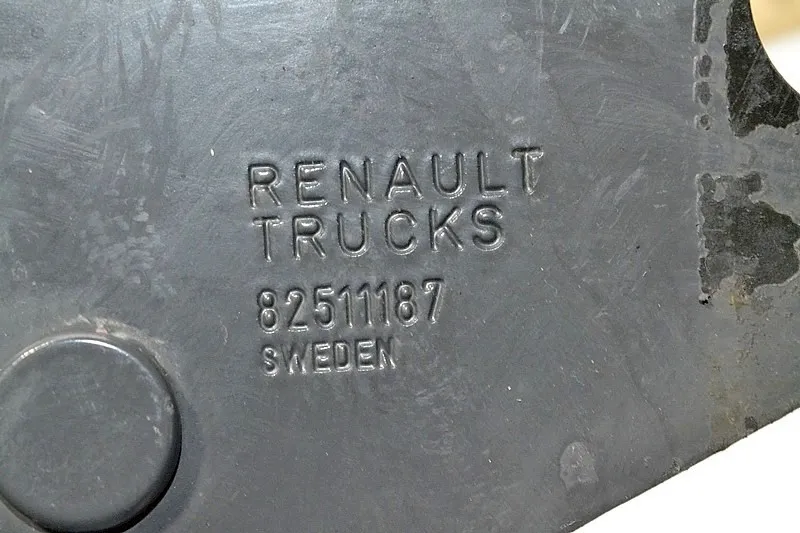 RENAULT
TRUCKS
82511187
SWEDEN